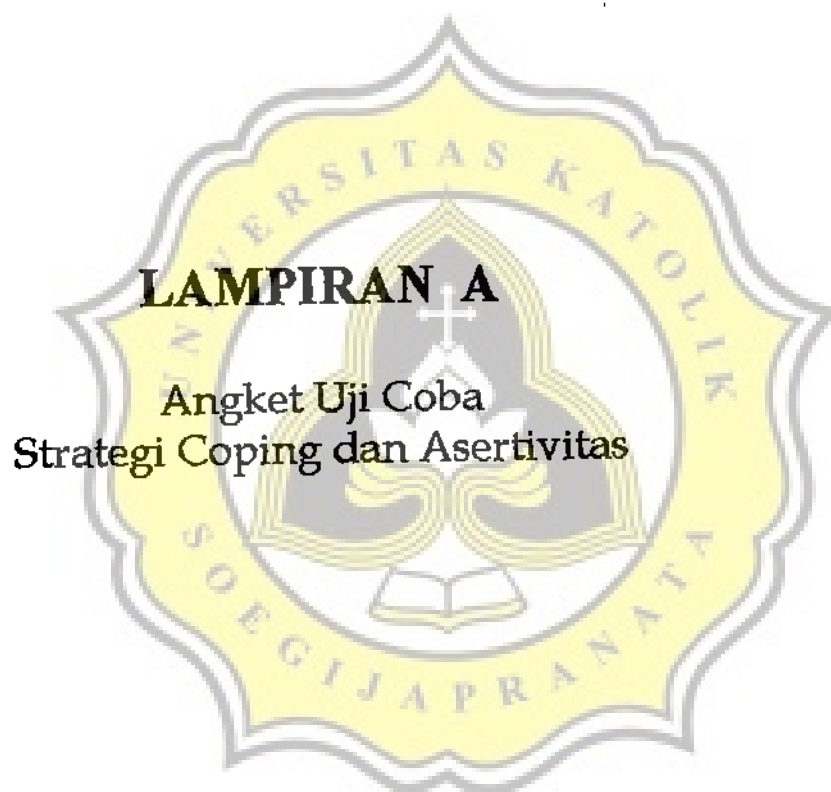 LAMPIRAN A
Angket Uji Coba
Strategi Coping dan Asertivitas
UNIVERSITAS KATOLIK
SOEGIJAPRANATA